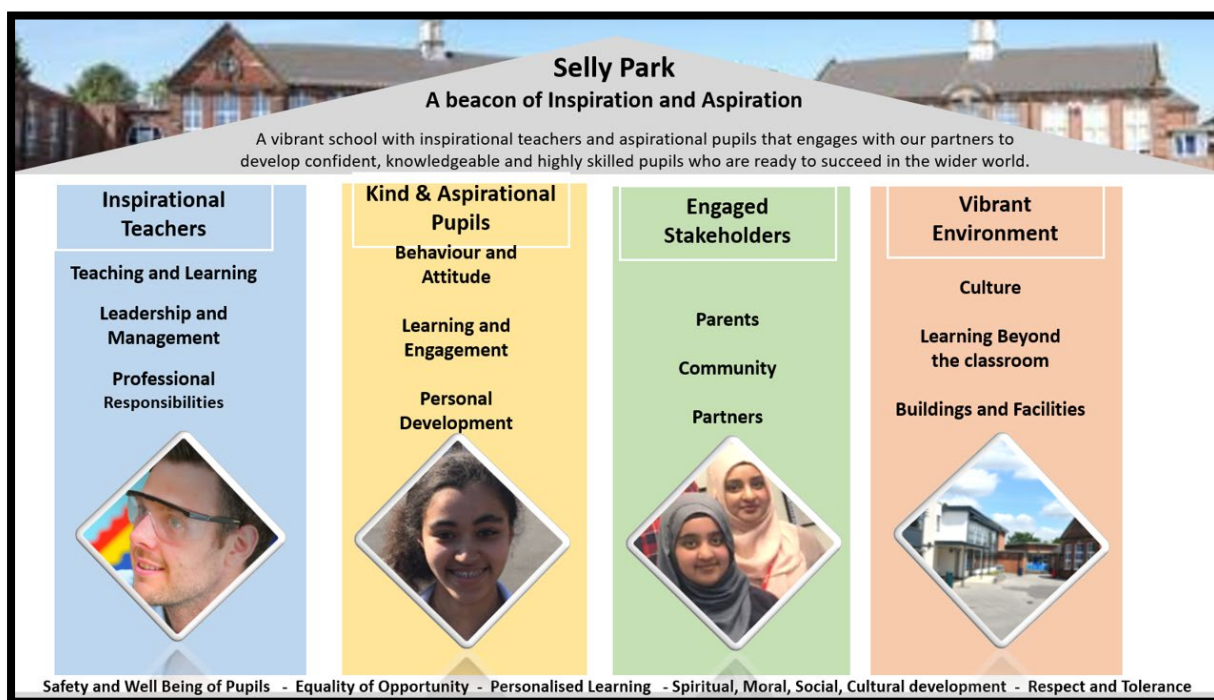 Selly Park
A beacon of Inspiration and Aspiration
A vibrant school with inspirational teachers and aspirational pupils that engages with our partners to
develop confident, knowledgeable and highly skilled pupils who are ready to succeed in the wider world.
Inspirational
Teachers
Teaching and Learning
Leadership and
Management
Professional
Responsibilities
Kind & Aspirational
Pupils
Behaviour and
Attitude
Learning and
Engagement
Personal
Development
Engaged
Stakeholders
Parents
Community
Partners
Vibrant
Environment
Culture
Learning Beyond
the classroom
Buildings and Facilities
Safety and Well Being of Pupils - Equality of Opportunity - Personalised Learning - Spiritual, Moral, Social, Cultural development - Respect and Tolerance